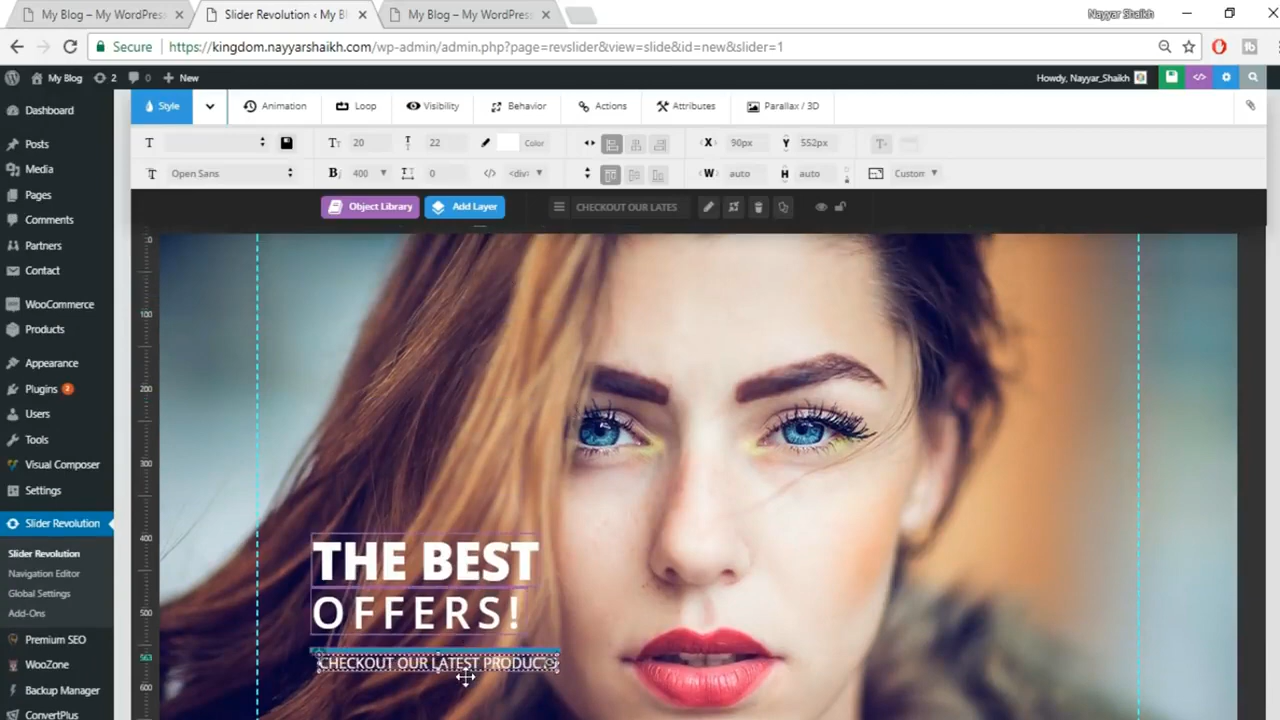 My Blog – My WordPress
Slider Revolution ‹ My Bl
My Blog – My WordPress
Nayyar Shaikh
Secure
https://kingdom.nayyarshaikh.com/wp-admin/admin.php?page=revslider&view=slide&id=new&slider=1
My Blog
2
0
New
Howdy, Nayyar_Shaikh
Style
Animation
Loop
Visibility
Behavior
Actions
Attributes
Parallax / 3D
20
22
Color
X
90px
Y
552px
Open Sans
400
0
<div>
W
auto
H
auto
Custom
Object Library
Add Layer
CHECKOUT OUR LATES
Dashboard
Posts
Media
Pages
Comments
Partners
Contact
WooCommerce
Products
Appearance
Plugins 2
Users
Tools
Visual Composer
Settings
Slider Revolution
Slider Revolution
Navigation Editor
Global Settings
Add-Ons
Premium SEO
WooZone
Backup Manager
ConvertPlus
100
200
300
400
500
600
THE BEST
OFFERS!
CHECKOUT OUR LATEST